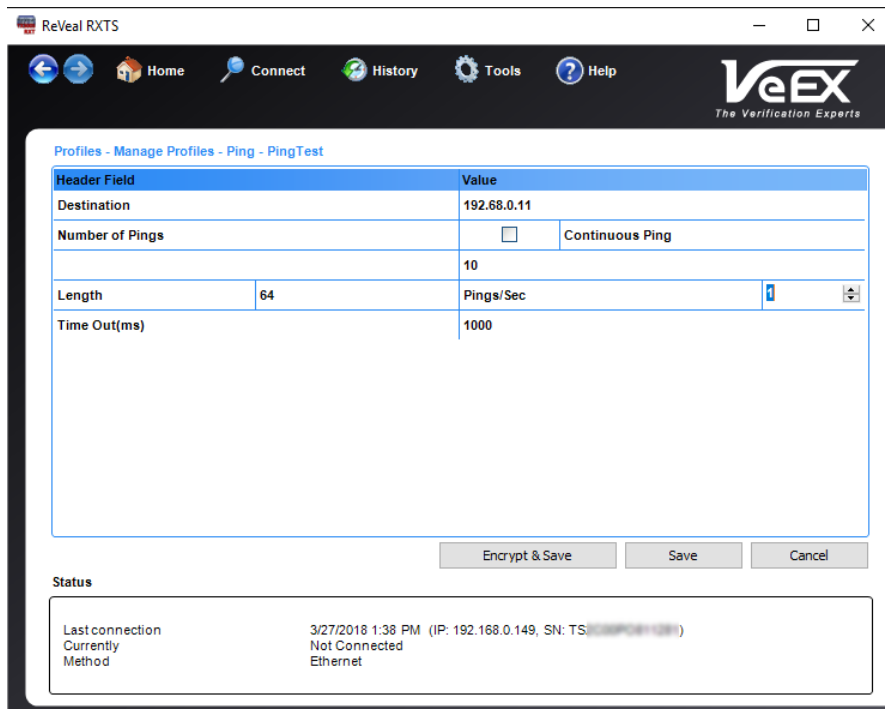 ReVeal RXTS
Home Connect History Tools Help
VeEX
The Verification Experts
Profiles - Manage Profiles - Ping - PingTest
Header Field Value
Destination 192.68.0.11
Number of Pings Continuous Ping
10
Length 64 Pings/Sec 1
Time Out(ms) 1000
Encrypt & Save Save Cancel
Status
Last connection 3/27/2018 1:38 PM (IP: 192.168.0.149, SN: TS )
Currently Not Connected
Method Ethernet